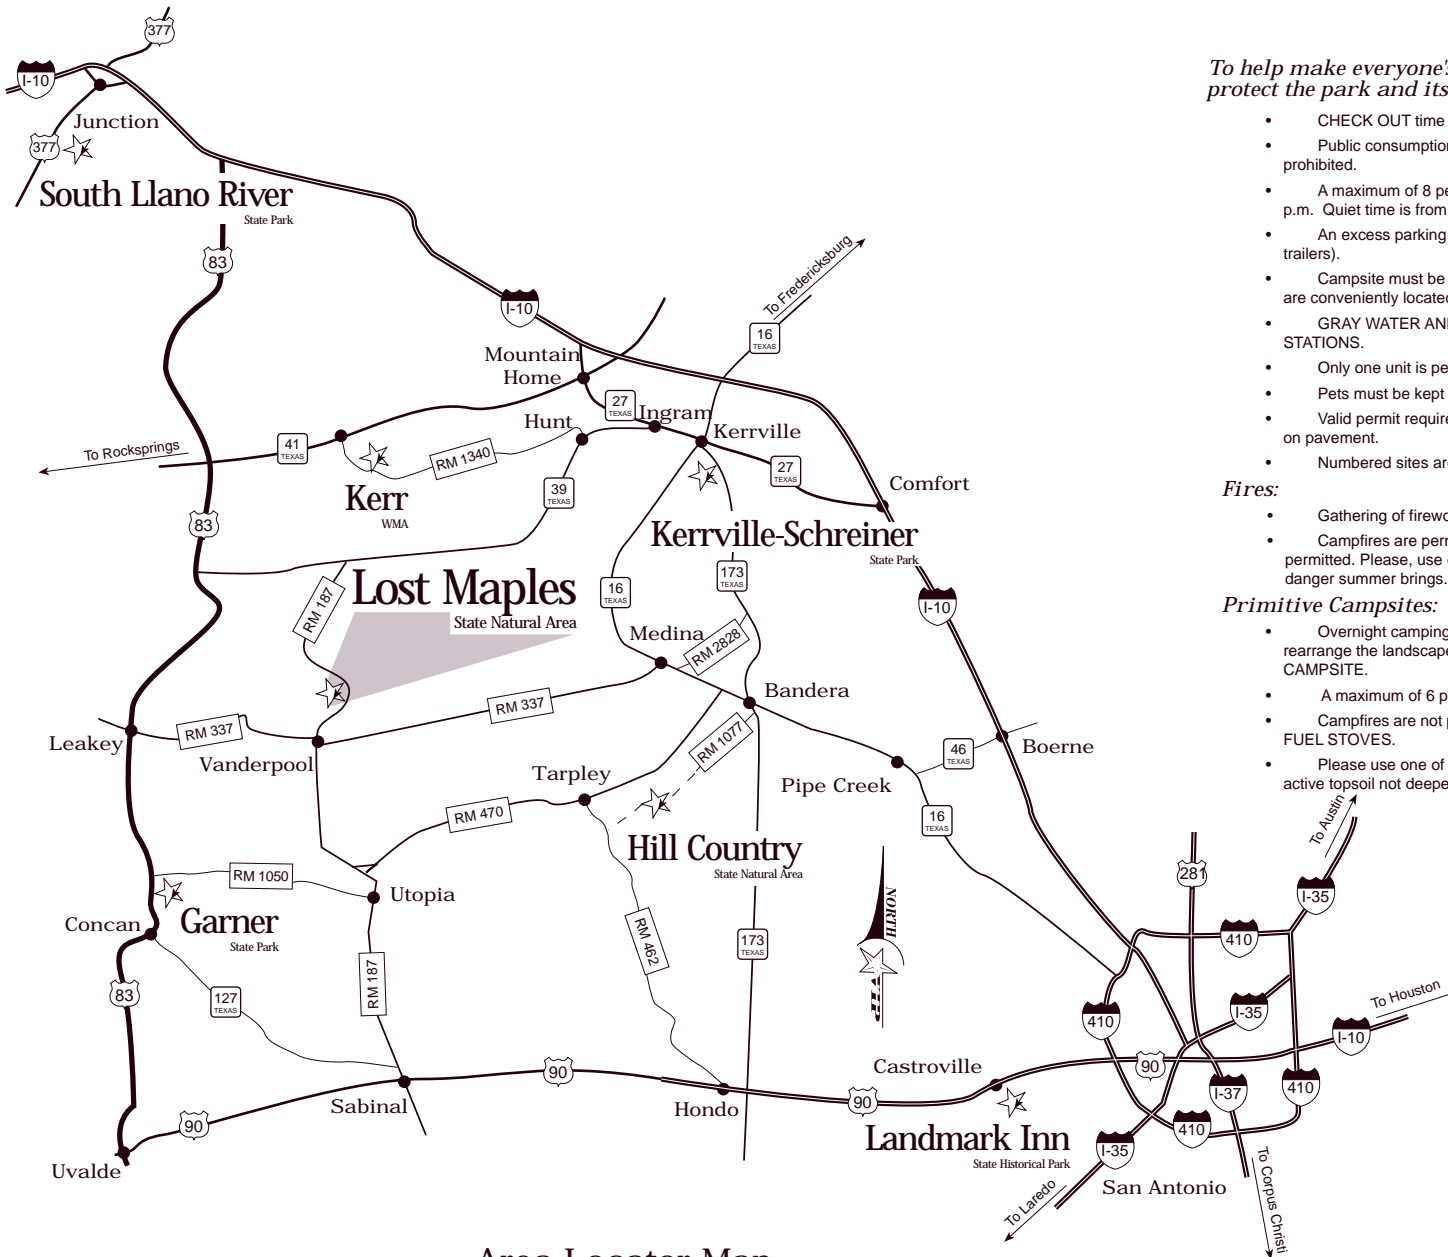 377
I-10
Junction
377
South Llano River
State Park
83
To Fredericksburg
I-10
16
TEXAS
Mountain
Home
27
TEXAS
Ingram
Hunt
Kerrville
41
TEXAS
To Rocksprings
RM 1340
27
TEXAS
Comfort
39
TEXAS
Kerr
WMA
83
Kerrville-Schreiner
State Park
173
TEXAS
16
TEXAS
RM 187
Lost Maples
State Natural Area
I-10
Medina
RM 2828
Bandera
RM 337
RM 337
Leakey
Vanderpool
RM 1077
46
TEXAS
Boerne
Tarpley
Pipe Creek
RM 470
16
TEXAS
Hill Country
State Natural Area
RM 1050
Utopia
Concan
Garner
State Park
NORTH
RM 462
173
TEXAS
RM 187
83
127
TEXAS
281
To Austin
I-35
410
410
I-35
To Houston
I-10
90
90
Castroville
90
I-37
410
Sabinal
Hondo
90
90
Landmark Inn
State Historical Park
410
I-35
Uvalde
San Antonio
To Laredo
To Corpus Christi
Area Locator Map
To help make everyone's
protect the park and its
• CHECK OUT time
• Public consumption
prohibited.
• A maximum of 8 pe
p.m. Quiet time is from
• An excess parking
trailers).
• Campsite must be
are conveniently located
• GRAY WATER AN
STATIONS.
• Only one unit is pe
• Pets must be kept
• Valid permit require
on pavement.
• Numbered sites are
Fires:
• Gathering of firewo
• Campfires are perm
permitted. Please, use
danger summer brings.
Primitive Campsites:
• Overnight camping
rearrange the landscape
CAMPSITE.
• A maximum of 6 p
• Campfires are not p
FUEL STOVES.
• Please use one of
active topsoil not deepe